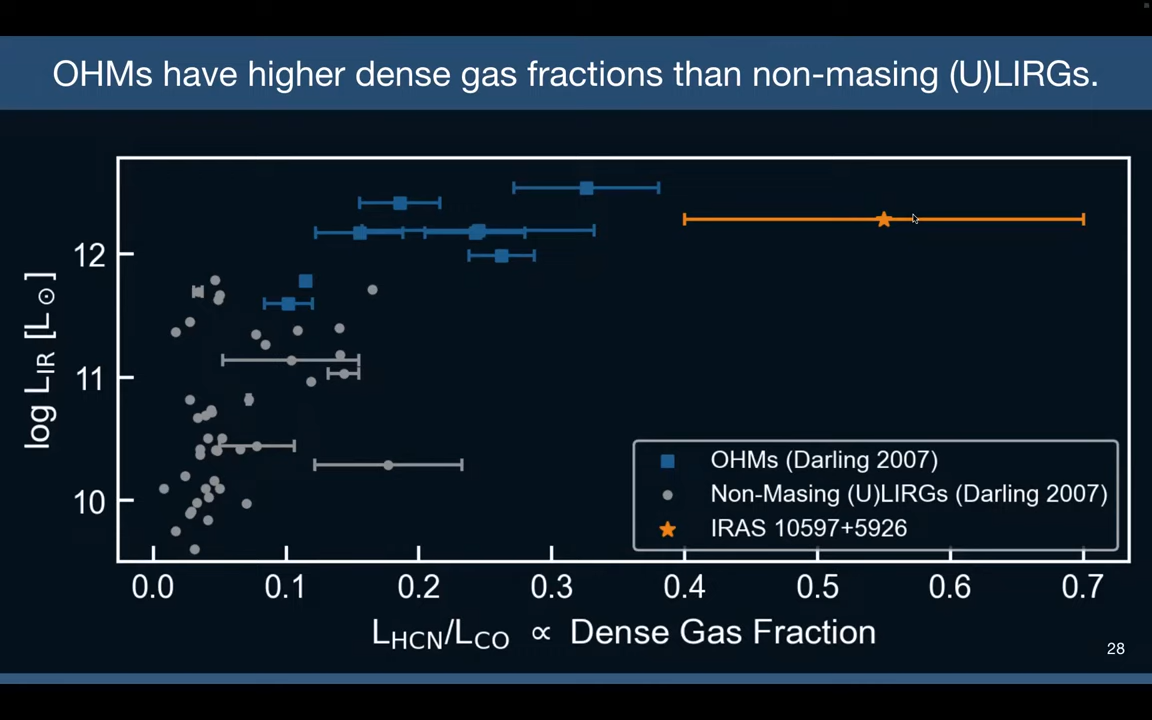 OHMs have higher dense gas fractions than non-masing (U)LIRGs.
log L_IR [L⊙]
12
11
10
OHMs (Darling 2007)
Non-Masing (U)LIRGs (Darling 2007)
IRAS 10597+5926
0.0 0.1 0.2 0.3 0.4 0.5 0.6 0.7
L_HCN/L_CO ∝ Dense Gas Fraction
28